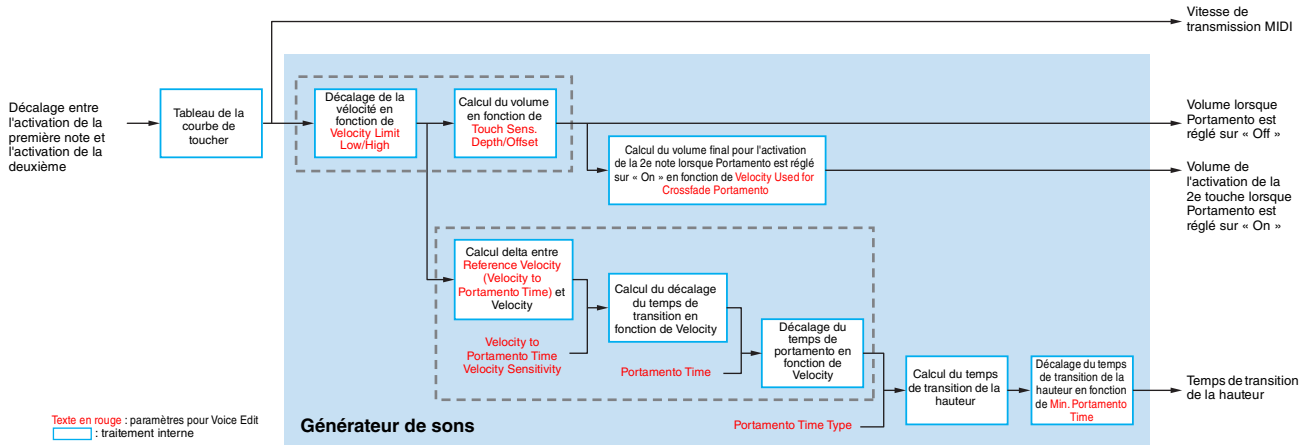 Vitesse de
transmission MIDI
Décalage entre
l'activation de la
première note et
l'activation de la
deuxième
Tableau de la
courbe de
toucher
Décalage de la
vélocité en
fonction de
Velocity Limit
Low/High
Calcul du volume
en fonction de
Touch Sens.
Depth/Offset
Volume lorsque
Portamento est
réglé sur « Off »
Calcul du volume final pour l'activation
de la 2e note lorsque Portamento est réglé
sur « On » en fonction de Velocity Used for
Crossfade Portamento
Volume de
l'activation de la
2e touche lorsque
Portamento est
réglé sur « On »
Calcul delta entre
Reference Velocity
(Velocity to
Portamento Time) et
Velocity
Velocity to
Portamento Time
Velocity Sensitivity
Calcul du décalage
du temps de
transition en
fonction de Velocity
Portamento Time
Décalage du
temps de
portamento en
fonction de
Velocity
Portamento Time Type
Calcul du temps
de transition de la
hauteur
Décalage du temps
de transition de la
hauteur en fonction
de Min. Portamento
Time
Temps de transition
de la hauteur
Texte en rouge : paramètres pour Voice Edit
: traitement interne
Générateur de sons